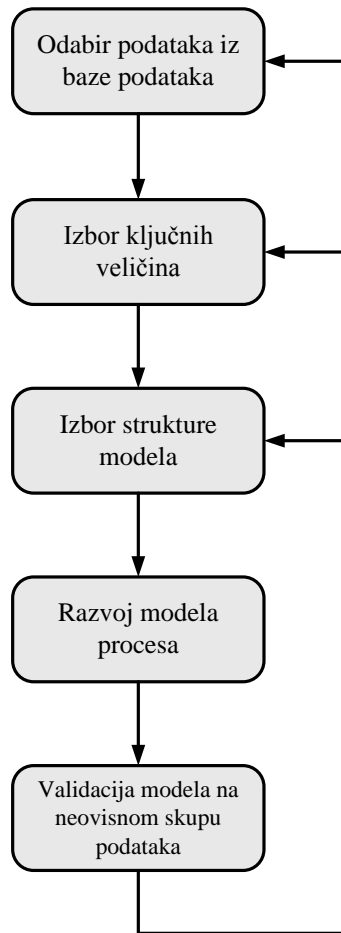 Odabir podataka iz
baze podataka
Izbor ključnih
veličina
Izbor strukture
modela
Razvoj modela
procesa
Validacija modela na
neovisnom skupu
podataka